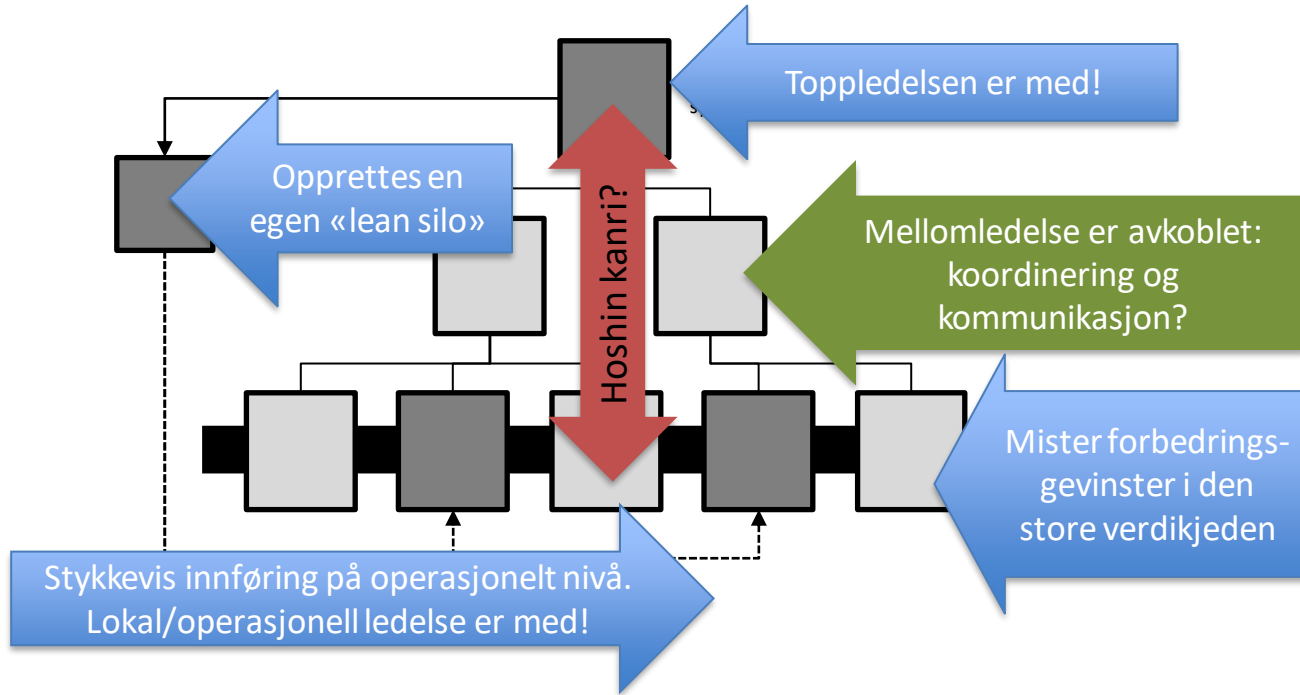 Toppledelsen er med!
Opprettes en
egen «lean silo»
Hoshin kanri?
Mellomledelse er avkoblet:
koordinering og
kommunikasjon?
Mister forbedrings-
gevinster i den
store verdikjeden
Stykkevis innføring på operasjonelt nivå.
Lokal/operasjonell ledelse er med!